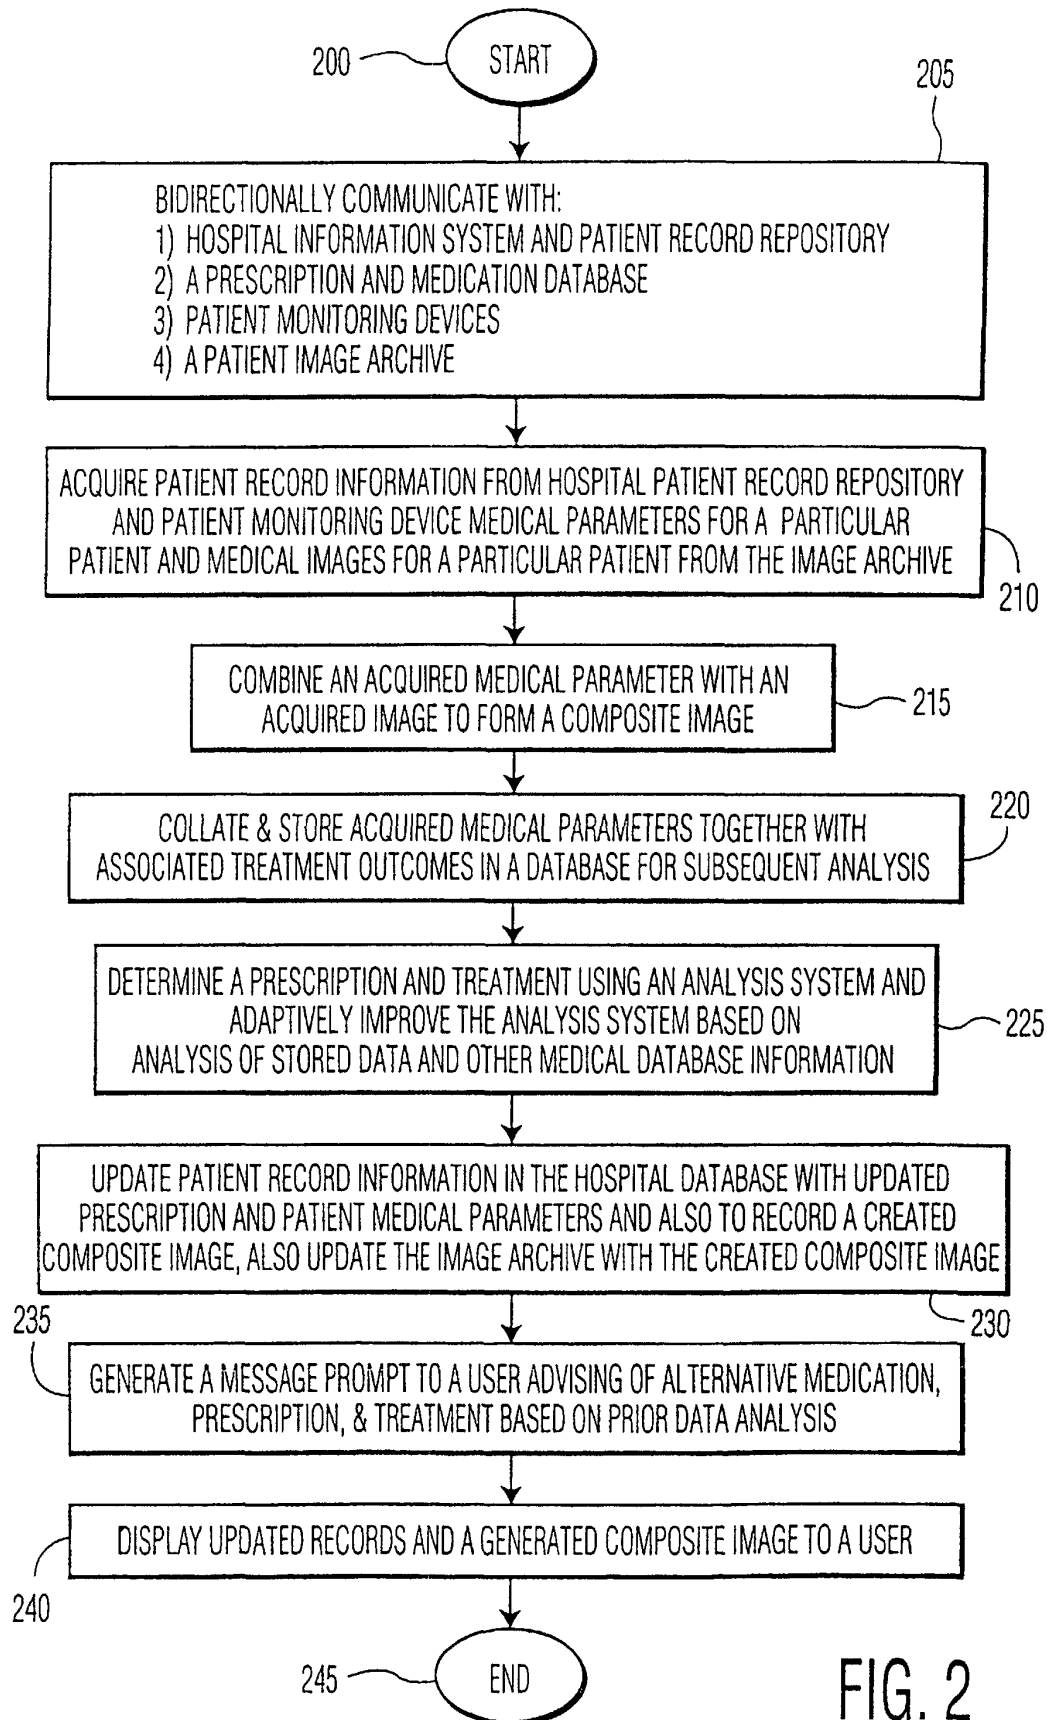 START
200
205
BIDIRECTIONALLY COMMUNICATE WITH:
1) HOSPITAL INFORMATION SYSTEM AND PATIENT RECORD REPOSITORY
2) A PRESCRIPTION AND MEDICATION DATABASE
3) PATIENT MONITORING DEVICES
4) A PATIENT IMAGE ARCHIVE
ACQUIRE PATIENT RECORD INFORMATION FROM HOSPITAL PATIENT RECORD REPOSITORY
AND PATIENT MONITORING DEVICE MEDICAL PARAMETERS FOR A PARTICULAR
PATIENT AND MEDICAL IMAGES FOR A PARTICULAR PATIENT FROM THE IMAGE ARCHIVE
210
COMBINE AN ACQUIRED MEDICAL PARAMETER WITH AN
ACQUIRED IMAGE TO FORM A COMPOSITE IMAGE
215
220
COLLATE & STORE ACQUIRED MEDICAL PARAMETERS TOGETHER WITH
ASSOCIATED TREATMENT OUTCOMES IN A DATABASE FOR SUBSEQUENT ANALYSIS
DETERMINE A PRESCRIPTION AND TREATMENT USING AN ANALYSIS SYSTEM AND
ADAPTIVELY IMPROVE THE ANALYSIS SYSTEM BASED ON
ANALYSIS OF STORED DATA AND OTHER MEDICAL DATABASE INFORMATION
225
UPDATE PATIENT RECORD INFORMATION IN THE HOSPITAL DATABASE WITH UPDATED
PRESCRIPTION AND PATIENT MEDICAL PARAMETERS AND ALSO TO RECORD A CREATED
COMPOSITE IMAGE, ALSO UPDATE THE IMAGE ARCHIVE WITH THE CREATED COMPOSITE IMAGE
230
235
GENERATE A MESSAGE PROMPT TO A USER ADVISING OF ALTERNATIVE MEDICATION,
PRESCRIPTION, & TREATMENT BASED ON PRIOR DATA ANALYSIS
DISPLAY UPDATED RECORDS AND A GENERATED COMPOSITE IMAGE TO A USER
240
245
END
FIG. 2